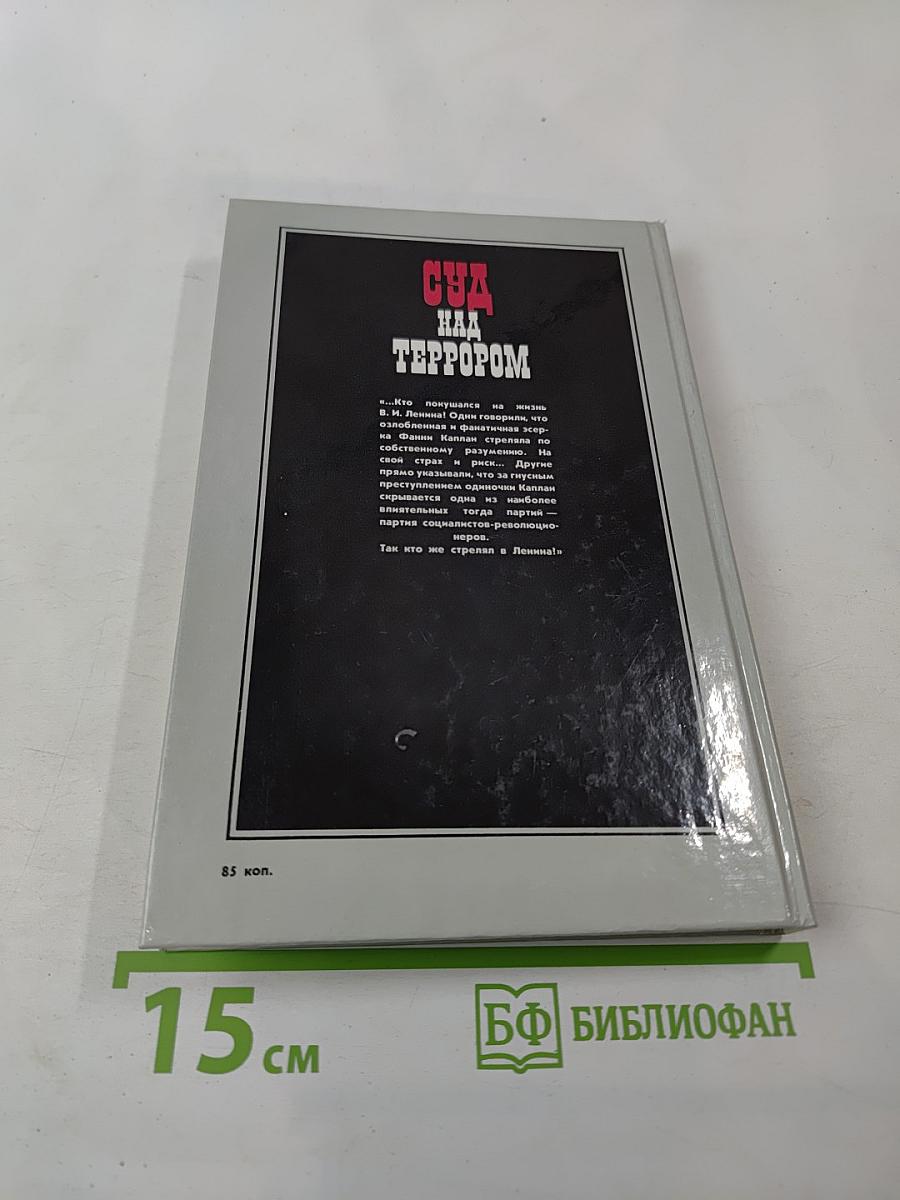 СУД
НАД
ТЕРРОРОМ
«...Кто покушался на жизнь
В. И. Ленина! Одни говорили, что
озлобленная и фанатичная эсер-
ка Фанни Каплан стреляла по
собственному разумению. На
свой страх и риск... Другие
прямо указывали, что за гнусным
преступлением одиночки Каплан
скрывается одна из наиболее
влиятельных тогда партий —
партия социалистов-революцио-
неров.
Так кто же стрелял в Ленина!»
85 коп.
15 см
БФ БИБЛИОФАН